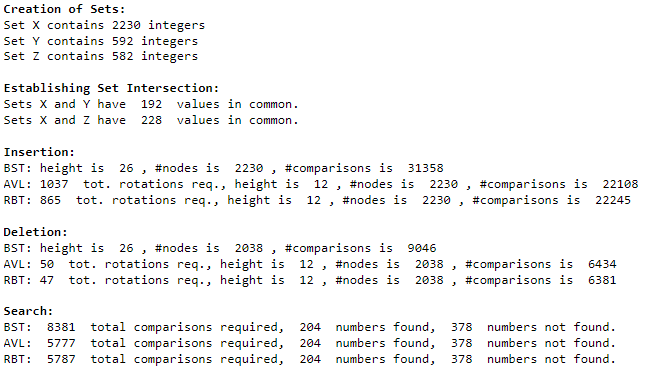 Creation of Sets:
Set X contains 2230 integers
Set Y contains 592 integers
Set Z contains 582 integers
Establishing Set Intersection:
Sets X and Y have  192  values in common.
Sets X and Z have  228  values in common.
Insertion:
BST: height is  26 , #nodes is  2230 , #comparisons is  31358
AVL: 1037  tot. rotations req., height is  12 , #nodes is  2230 , #comparisons is  22108
RBT: 865  tot. rotations req., height is  12 , #nodes is  2230 , #comparisons is  22245
Deletion:
BST: height is  26 , #nodes is  2038 , #comparisons is  9046
AVL: 50  tot. rotations req., height is  12 , #nodes is  2038 , #comparisons is  6434
RBT: 47  tot. rotations req., height is  12 , #nodes is  2038 , #comparisons is  6381
Search:
BST:  8381  total comparisons required,  204  numbers found,  378  numbers not found.
AVL:  5777  total comparisons required,  204  numbers found,  378  numbers not found.
RBT:  5787  total comparisons required,  204  numbers found,  378  numbers not found.